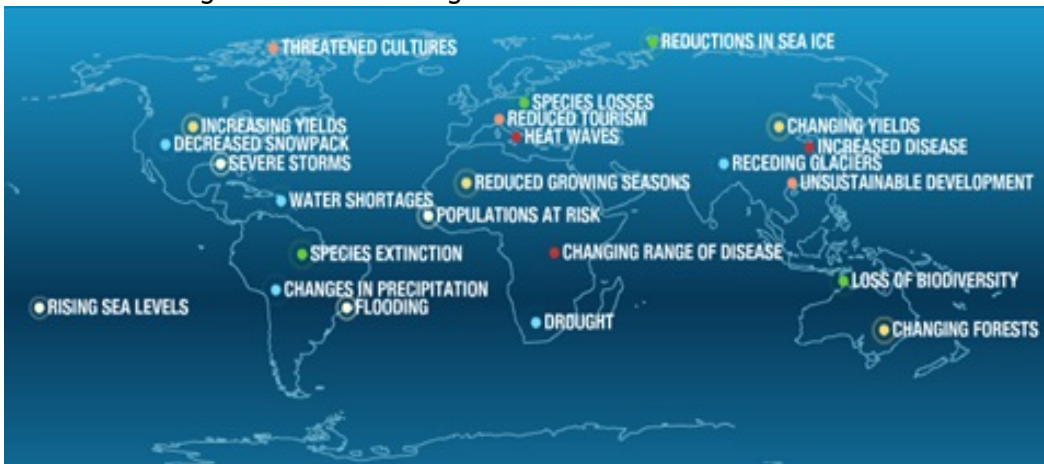 THREATENED CULTURES
REDUCTIONS IN SEA ICE
SPECIES LOSSES
REDUCED TOURISM
HEAT WAVES
INCREASING YIELDS
DECREASED SNOWPACK
SEVERE STORMS
CHANGING YIELDS
INCREASED DISEASE
RECEDING GLACIERS
UNSUSTAINABLE DEVELOPMENT
REDUCED GROWING SEASONS
WATER SHORTAGES
POPULATIONS AT RISK
SPECIES EXTINCTION
CHANGING RANGE OF DISEASE
LOSS OF BIODIVERSITY
CHANGES IN PRECIPITATION
RISING SEA LEVELS
FLOODING
DROUGHT
CHANGING FORESTS